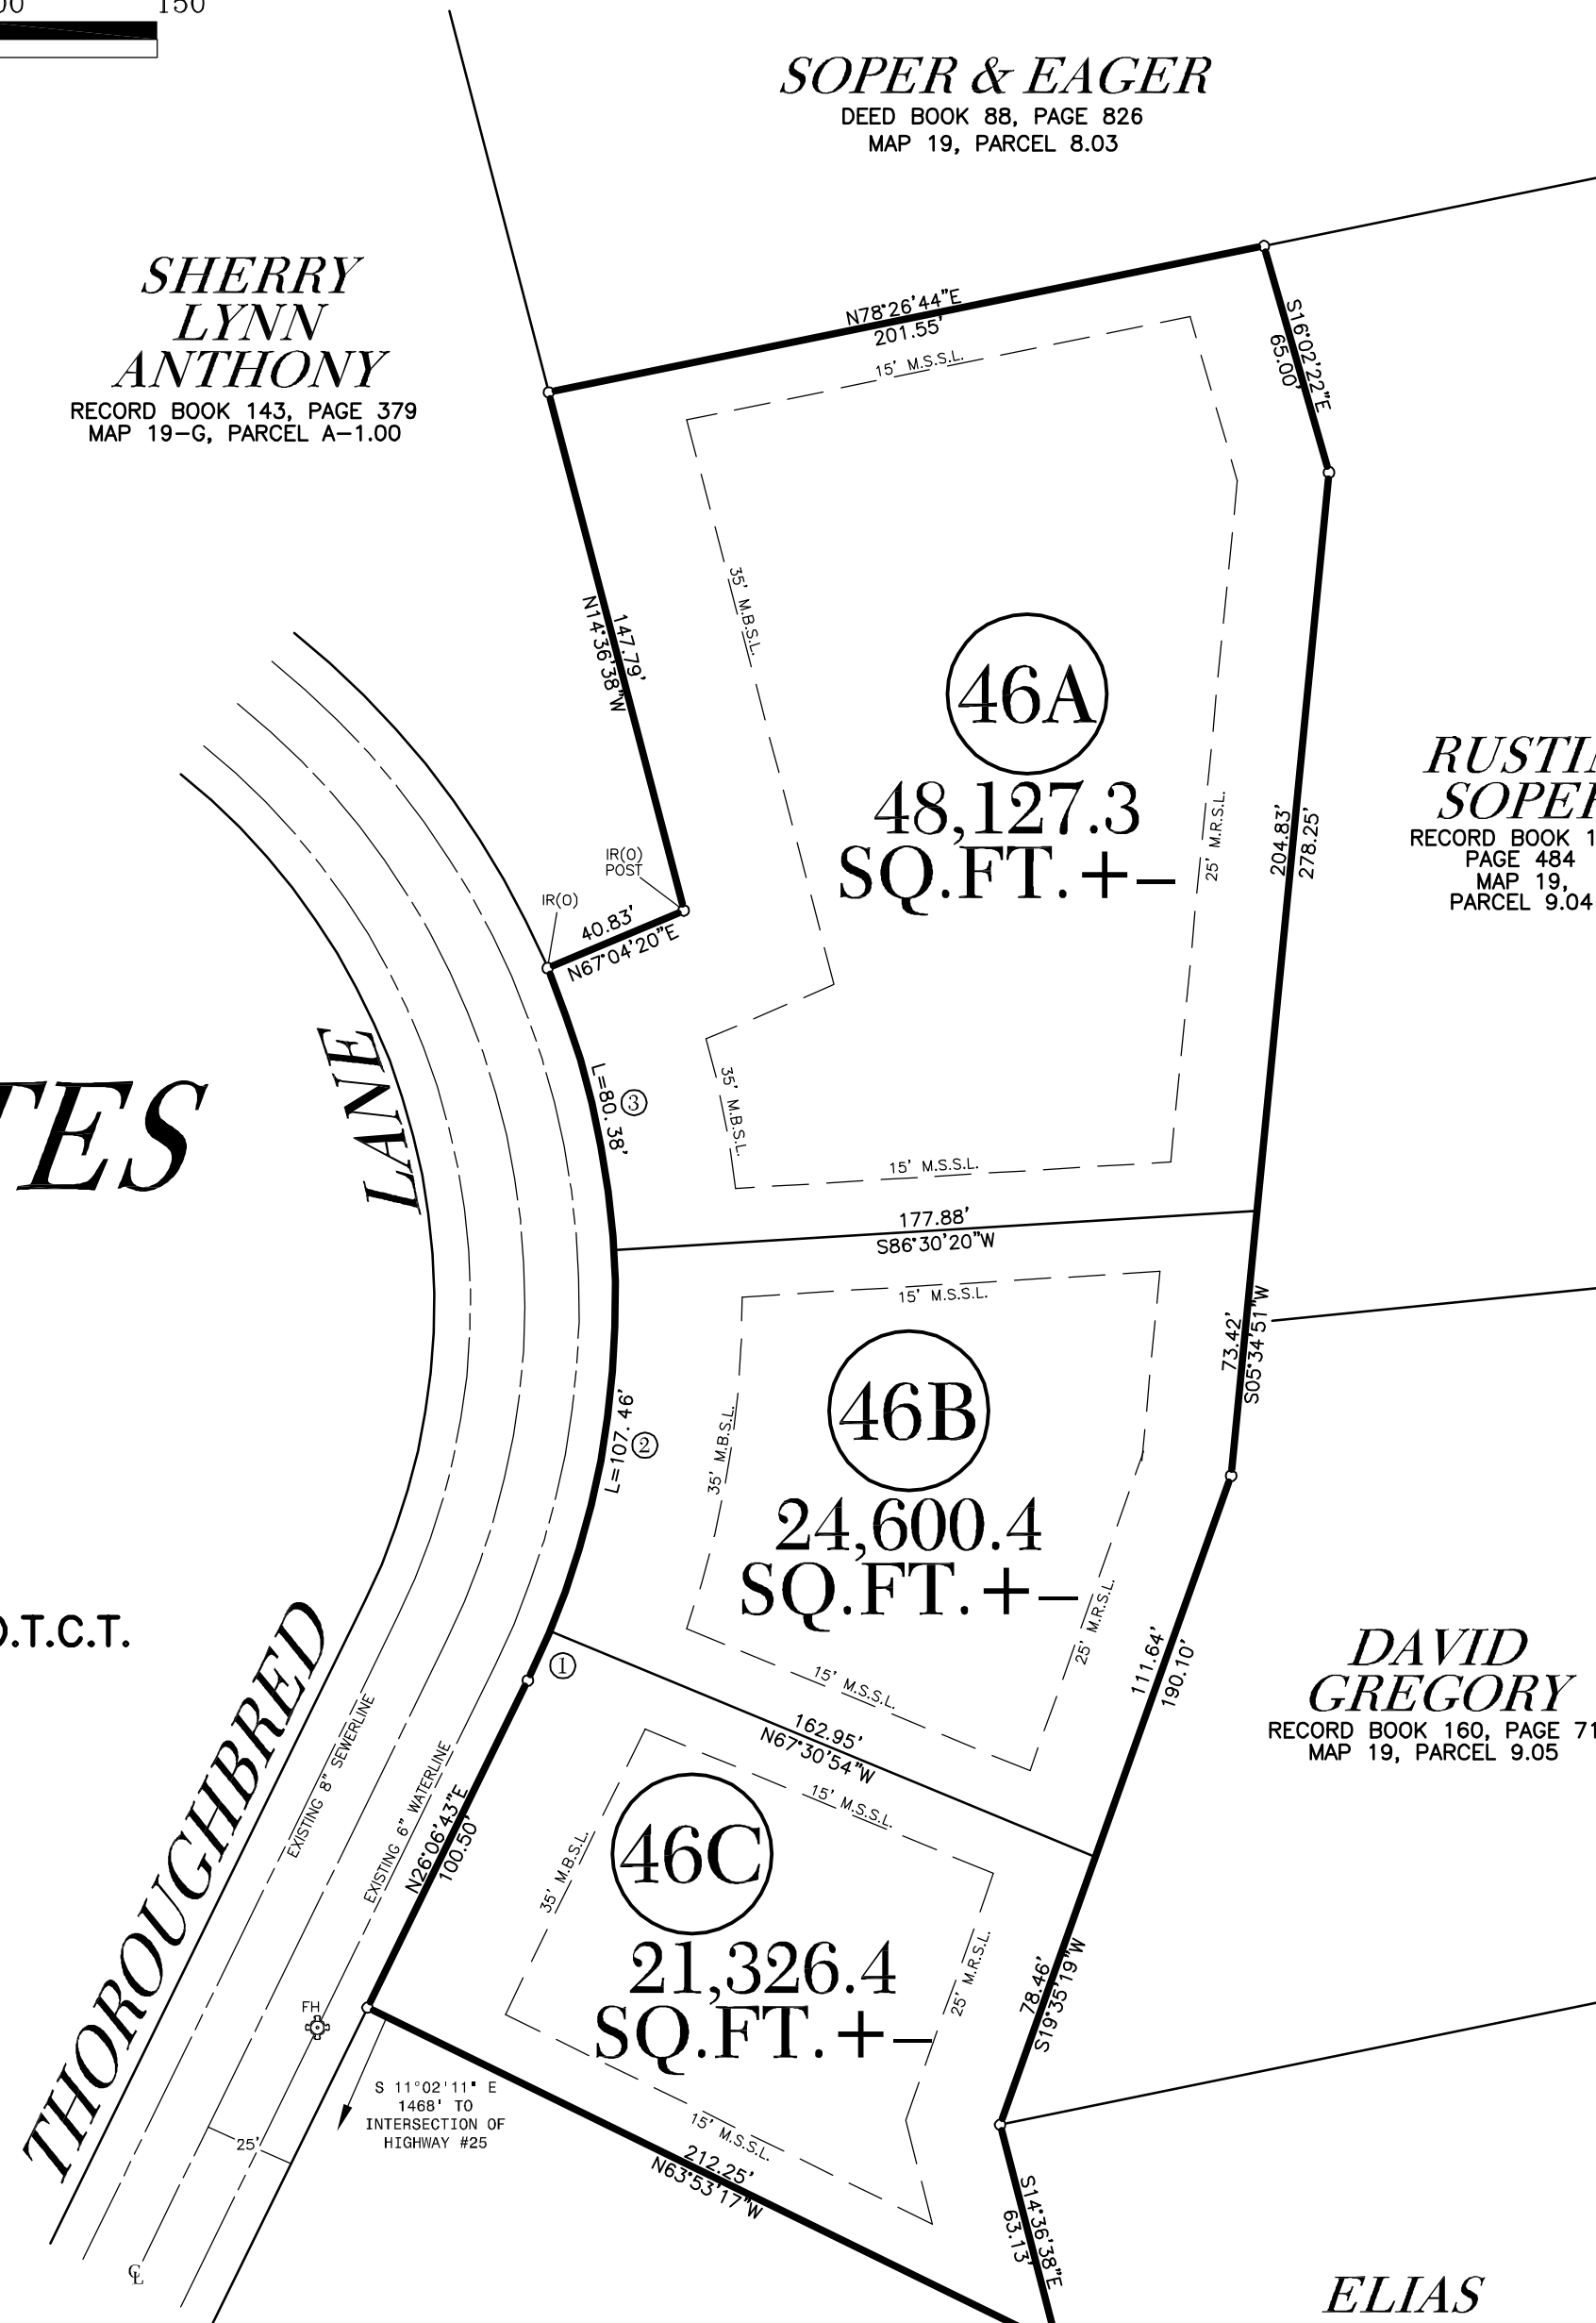 150
SOPER & EAGER
DEED BOOK 88, PAGE 826
MAP 19, PARCEL 8.03
SHERRY
LYNN
ANTHONY
RECORD BOOK 143, PAGE 379
MAP 19-G, PARCEL A-1.00
N78°26'44"E
201.55'
15' M.S.S.L.
S16°02'22"E
65.00'
35' M.B.S.L.
147.79'
N14°36'38"W
46A
48,127.3
SQ.FT.+-
25' M.R.S.L.
204.83'
278.25'
RECORD BOOK
PAGE 484
MAP 19,
PARCEL 9.04
IR(O)
POST
IR(O)
40.83'
N67°04'20"E
L=80.38'
3
35' M.B.S.L.
15' M.S.S.L.
177.88'
S86°30'20"W
15' M.S.S.L.
LANE
46B
24,600.4
SQ.FT.+-
35' M.B.S.L.
L=107.46'
2
73.42'
S05°34'51"W
25' M.R.S.L.
111.64'
190.10'
15' M.S.S.L.
1
162.95'
N67°30'54"W
15' M.S.S.L.
.T.C.T.
DAVID
GREGORY
RECORD BOOK 160, PAGE 71
MAP 19, PARCEL 9.05
THOROUGHBRED
EXISTING 8" SEWERLINE
EXISTING 6" WATERLINE
N26°06'43"E
100.50'
35' M.B.S.L.
46C
21,326.4
SQ.FT.+-
25' M.R.S.L.
78.46'
S19°35'19"W
FH
S 11°02'11" E
1468' TO
INTERSECTION OF
HIGHWAY #25
15' M.S.S.L.
212.25'
N63°53'17"W
25'
S14°36'38"E
63.13'
℄
ELIAS